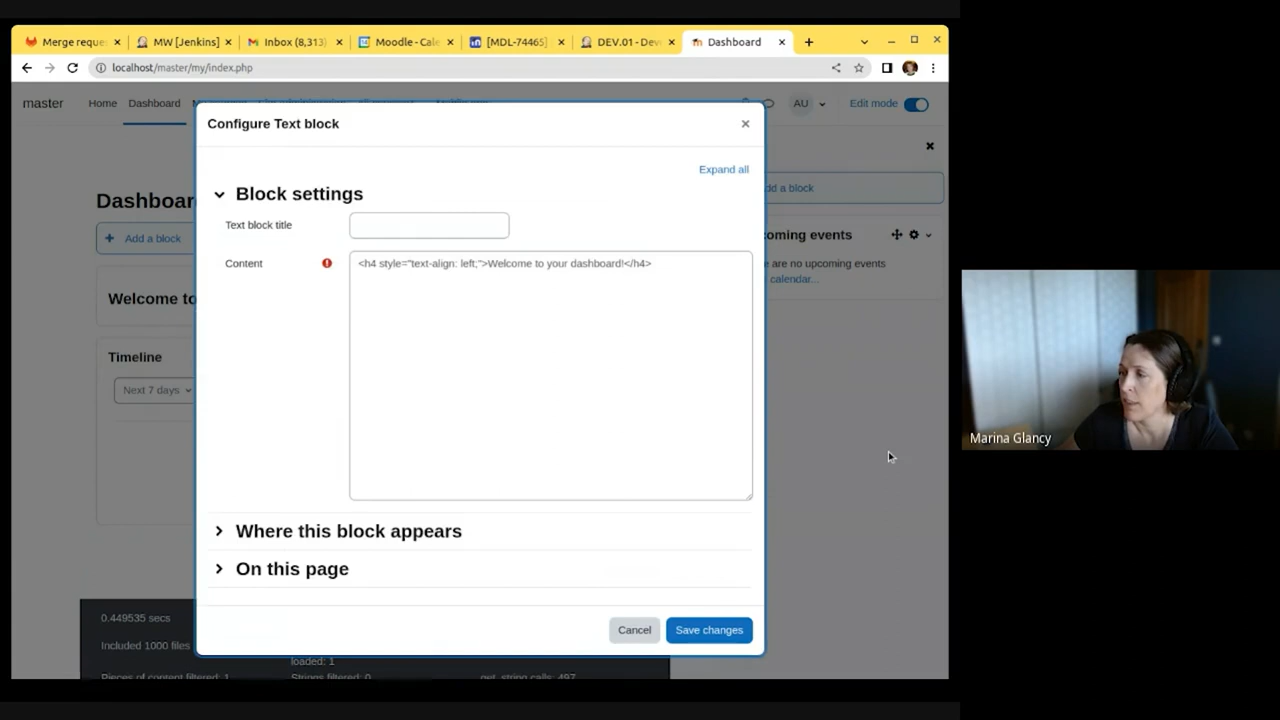 Merge reque
MW [Jenkins]
Inbox (8,313)
Moodle - Cale
[MDL-74465]
DEV.01 - Dev
Dashboard
localhost/master/my/index.php
master
Home
Dashboard
AU
Edit mode
Configure Text block
Expand all
Block settings
Text block title
Content
<h4 style="text-align: left;">Welcome to your dashboard!</h4>
Where this block appears
On this page
Cancel
Save changes
Dashboar
Add a block
Welcome to
Timeline
Next 7 days
dd a block
coming events
e are no upcoming events
calendar...
0.449535 secs
Included 1000 files
loaded: 1
Pieces of content filtered: 1
Strings filtered: 0
get_string calls: 497
Marina Glancy